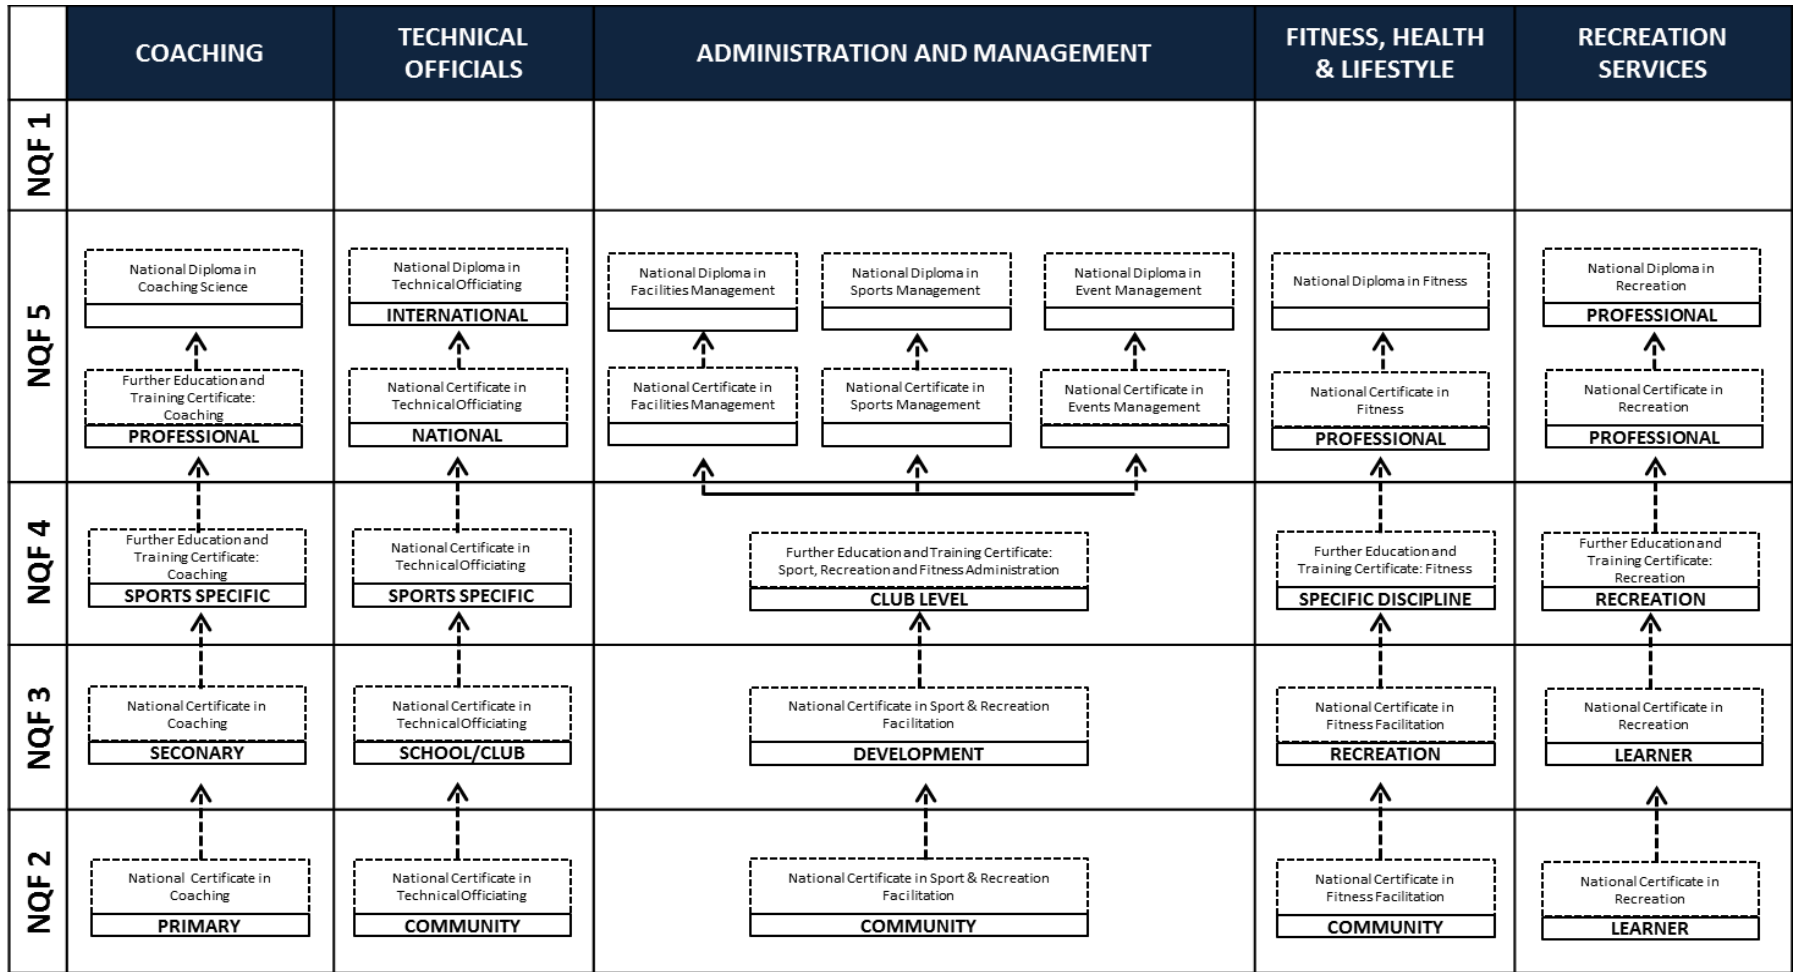 COACHING
TECHNICAL
OFFICIALS
ADMINISTRATION AND MANAGEMENT
FITNESS, HEALTH
& LIFESTYLE
RECREATION
SERVICES
NQF 1
NQF 5
National Diploma in
Coaching Science
National Diploma in
Technical Officiating
INTERNATIONAL
National Diploma in
Facilities Management
National Diploma in
Sports Management
National Diploma in
Event Management
National Diploma in Fitness
National Diploma in
Recreation
PROFESSIONAL
Further Education and
Training Certificate:
Coaching
PROFESSIONAL
National Certificate in
Technical Officiating
NATIONAL
National Certificate in
Facilities Management
National Certificate in
Sports Management
National Certificate in
Events Management
National Certificate in
Fitness
PROFESSIONAL
National Certificate in
Recreation
PROFESSIONAL
NQF 4
Further Education and
Training Certificate:
Coaching
SPORTS SPECIFIC
National Certificate in
Technical Officiating
SPORTS SPECIFIC
Further Education and Training Certificate:
Sport, Recreation and Fitness Administration
CLUB LEVEL
Further Education and
Training Certificate: Fitness
SPECIFIC DISCIPLINE
Further Education and
Training Certificate:
Recreation
RECREATION
NQF 3
National Certificate in
Coaching
SECONARY
National Certificate in
Technical Officiating
SCHOOL/CLUB
National Certificate in Sport & Recreation
Facilitation
DEVELOPMENT
National Certificate in
Fitness Facilitation
RECREATION
National Certificate in
Recreation
LEARNER
NQF 2
National Certificate in
Coaching
PRIMARY
National Certificate in
Technical Officiating
COMMUNITY
National Certificate in Sport & Recreation
Facilitation
COMMUNITY
National Certificate in
Fitness Facilitation
COMMUNITY
National Certificate in
Recreation
LEARNER